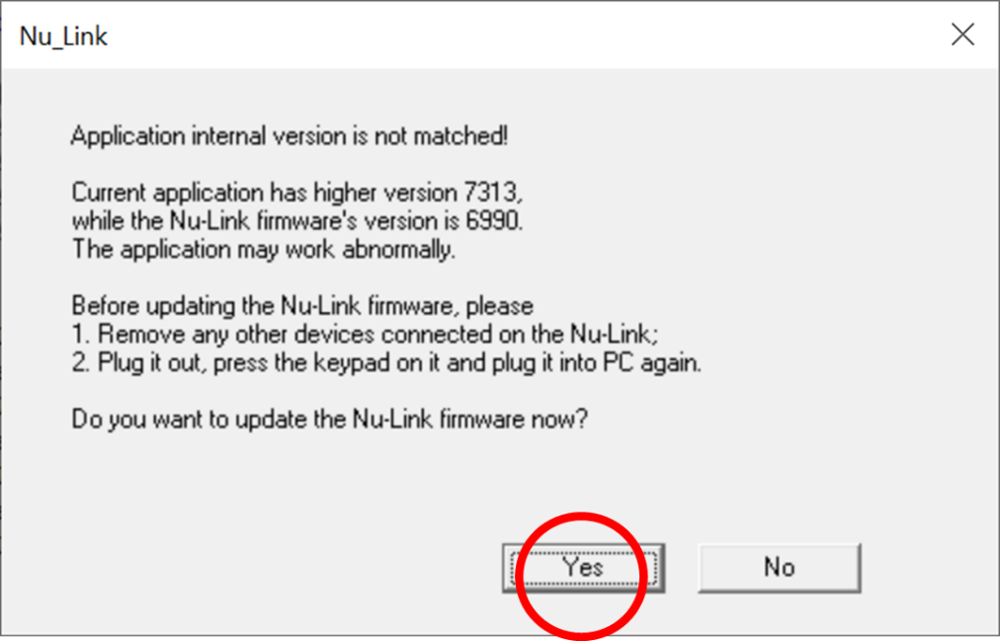 Nu_Link
Application internal version is not matched!
Current application has higher version 7313,
while the Nu-Link firmware's version is 6990.
The application may work abnormally.
Before updating the Nu-Link firmware, please
1. Remove any other devices connected on the Nu-Link;
2. Plug it out, press the keypad on it and plug it into PC again.
Do you want to update the Nu-Link firmware now?
Yes No